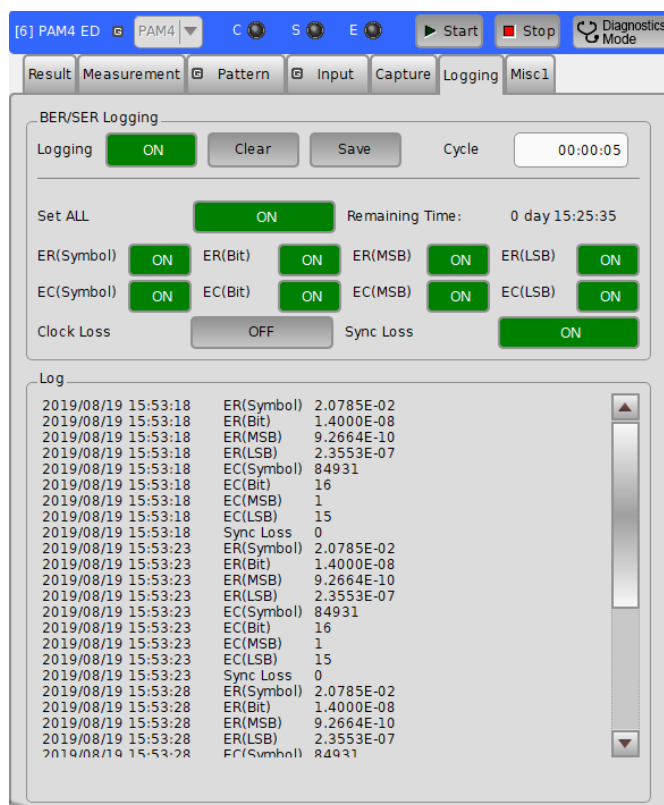 [6] PAM4 ED G PAM4 C S E Start Stop Diagnostics Mode
Result Measurement G Pattern G Input Capture Logging Misc1
BER/SER Logging
Logging ON Clear Save Cycle 00:00:05
Set ALL ON Remaining Time: 0 day 15:25:35
ER(Symbol) ON ER(Bit) ON ER(MSB) ON ER(LSB) ON
EC(Symbol) ON EC(Bit) ON EC(MSB) ON EC(LSB) ON
Clock Loss OFF Sync Loss ON
Log
2019/08/19 15:53:18 ER(Symbol) 2.0785E-02
2019/08/19 15:53:18 ER(Bit) 1.4000E-08
2019/08/19 15:53:18 ER(MSB) 9.2664E-10
2019/08/19 15:53:18 ER(LSB) 2.3553E-07
2019/08/19 15:53:18 EC(Symbol) 84931
2019/08/19 15:53:18 EC(Bit) 16
2019/08/19 15:53:18 EC(MSB) 1
2019/08/19 15:53:18 EC(LSB) 15
2019/08/19 15:53:18 Sync Loss 0
2019/08/19 15:53:23 ER(Symbol) 2.0785E-02
2019/08/19 15:53:23 ER(Bit) 1.4000E-08
2019/08/19 15:53:23 ER(MSB) 9.2664E-10
2019/08/19 15:53:23 ER(LSB) 2.3553E-07
2019/08/19 15:53:23 EC(Symbol) 84931
2019/08/19 15:53:23 EC(Bit) 16
2019/08/19 15:53:23 EC(MSB) 1
2019/08/19 15:53:23 EC(LSB) 15
2019/08/19 15:53:23 Sync Loss 0
2019/08/19 15:53:28 ER(Symbol) 2.0785E-02
2019/08/19 15:53:28 ER(Bit) 1.4000E-08
2019/08/19 15:53:28 ER(MSB) 9.2664E-10
2019/08/19 15:53:28 ER(LSB) 2.3553E-07
2019/08/19 15:53:28 EC(Symbol) 84931